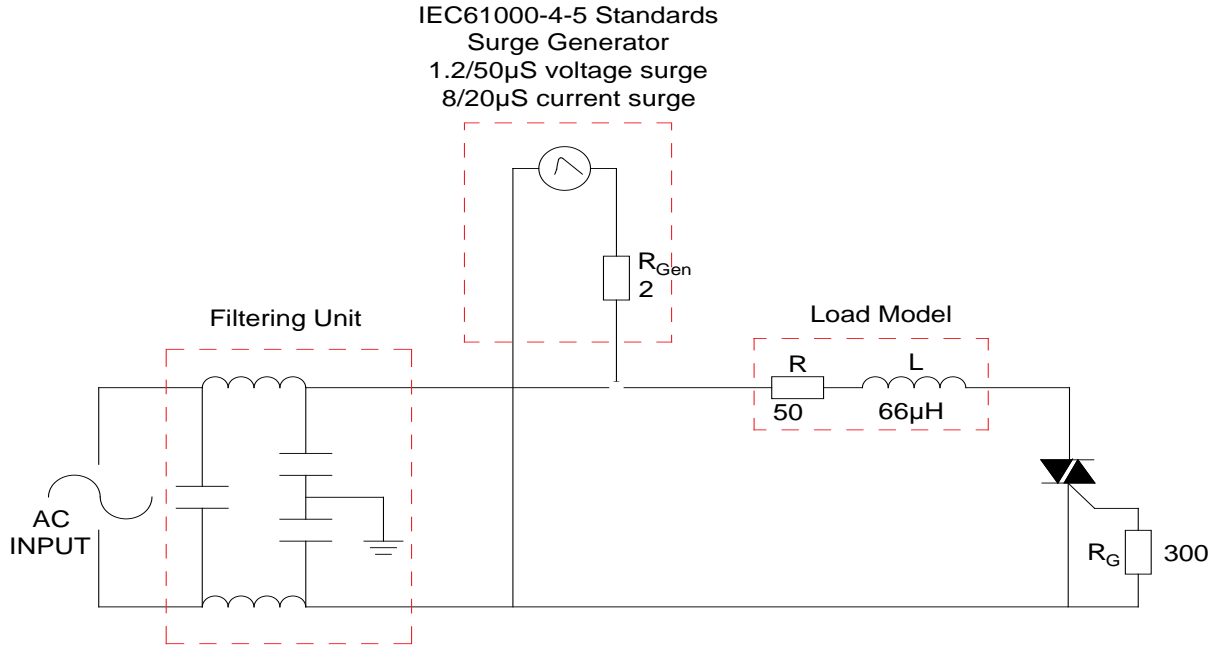 IEC61000-4-5 Standards
Surge Generator
1.2/50µS voltage surge
8/20µS current surge
RGen
2
Filtering Unit
Load Model
R
L
50
66µH
AC
INPUT
RG
300